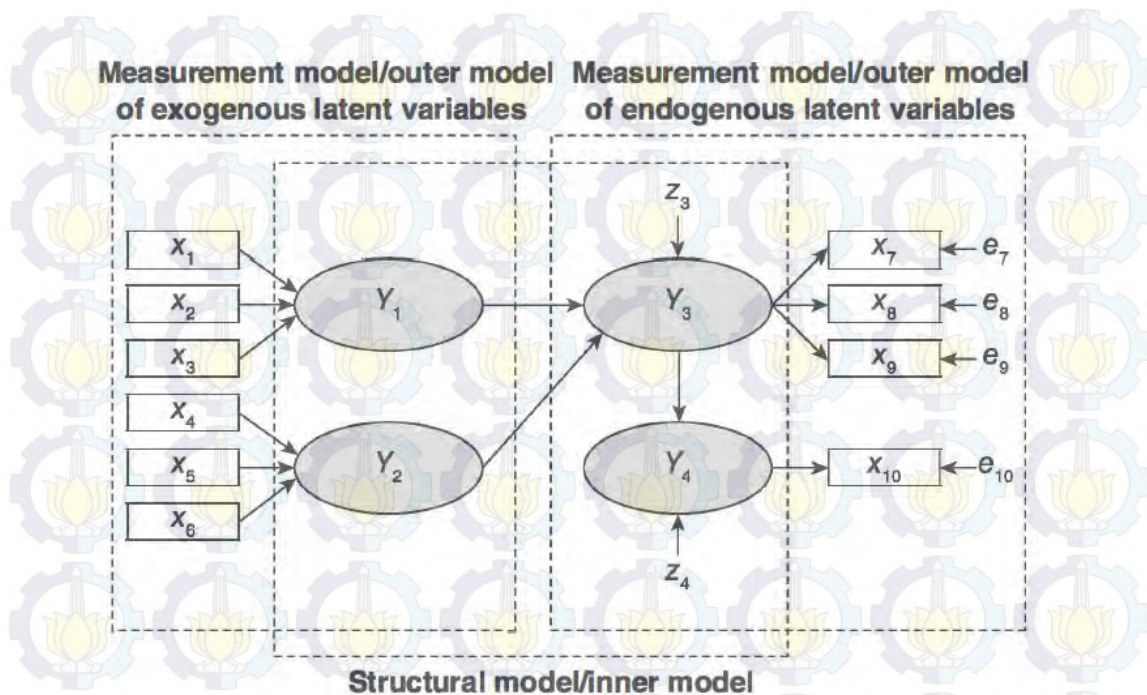 Measurement model/outer model
of exogenous latent variables
Measurement model/outer model
of endogenous latent variables
x1
x2
x3
x4
x5
x6
Y1
Y2
z3
Y3
Y4
z4
x7
x8
x9
x10
e7
e8
e9
e10
Structural model/inner model